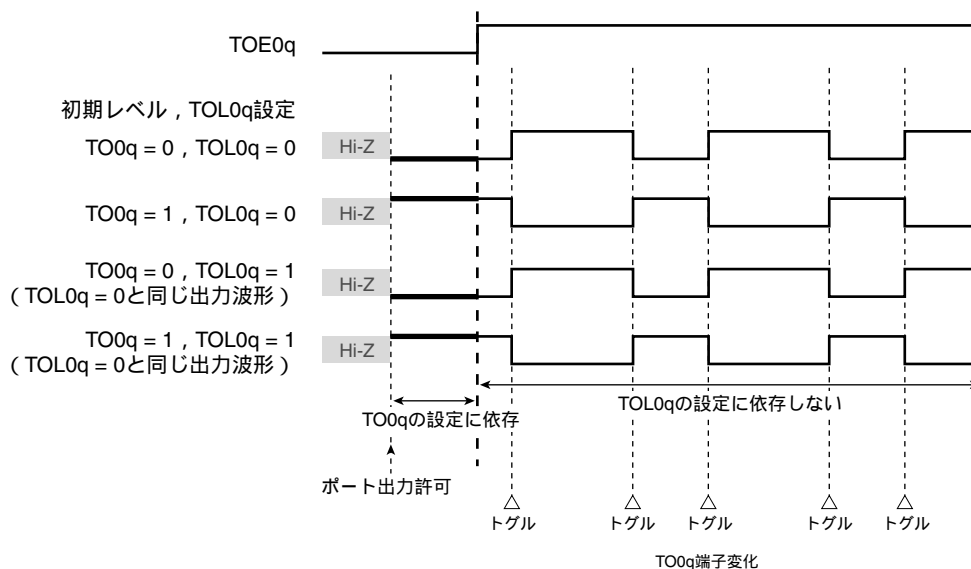 TOE0q
初期レベル , TOL0q設定
TO0q = 0 , TOL0q = 0
Hi-Z
TO0q = 1 , TOL0q = 0
Hi-Z
TO0q = 0 , TOL0q = 1
( TOL0q = 0と同じ出力波形 )
Hi-Z
TO0q = 1 , TOL0q = 1
( TOL0q = 0と同じ出力波形 )
Hi-Z
TO0qの設定に依存
TOL0qの設定に依存しない
ポート出力許可
トグル
トグル
トグル
トグル
トグル
TO0q端子変化